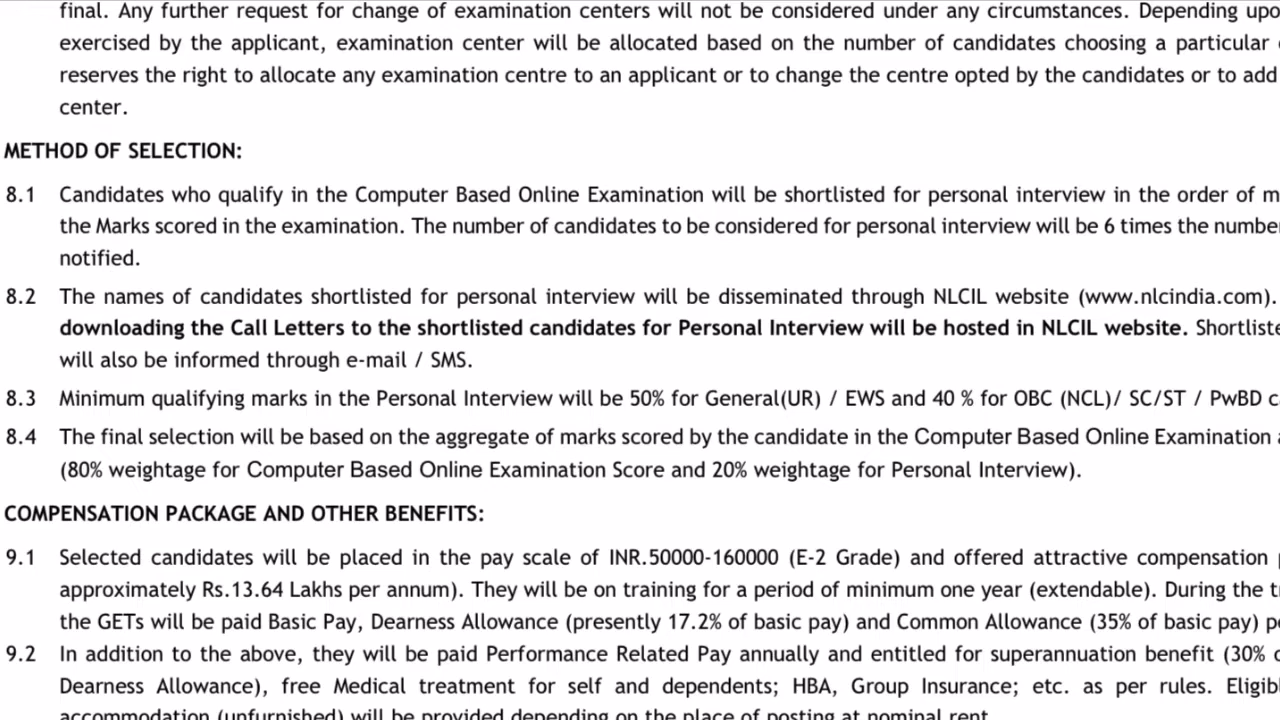 final. Any further request for change of examination centers will not be considered under any circumstances. Depending upo
exercised by the applicant, examination center will be allocated based on the number of candidates choosing a particular
reserves the right to allocate any examination centre to an applicant or to change the centre opted by the candidates or to add
center.
METHOD OF SELECTION:
8.1 Candidates who qualify in the Computer Based Online Examination will be shortlisted for personal interview in the order of m
the Marks scored in the examination. The number of candidates to be considered for personal interview will be 6 times the numbe
notified.
8.2 The names of candidates shortlisted for personal interview will be disseminated through NLCIL website (www.nlcindia.com).
downloading the Call Letters to the shortlisted candidates for Personal Interview will be hosted in NLCIL website. Shortliste
will also be informed through e-mail / SMS.
8.3 Minimum qualifying marks in the Personal Interview will be 50% for General(UR) / EWS and 40 % for OBC (NCL)/ SC/ST / PwBD c
8.4 The final selection will be based on the aggregate of marks scored by the candidate in the Computer Based Online Examination
(80% weightage for Computer Based Online Examination Score and 20% weightage for Personal Interview).
COMPENSATION PACKAGE AND OTHER BENEFITS:
9.1 Selected candidates will be placed in the pay scale of INR.50000-160000 (E-2 Grade) and offered attractive compensation
approximately Rs.13.64 Lakhs per annum). They will be on training for a period of minimum one year (extendable). During the t
the GETs will be paid Basic Pay, Dearness Allowance (presently 17.2% of basic pay) and Common Allowance (35% of basic pay) p
9.2 In addition to the above, they will be paid Performance Related Pay annually and entitled for superannuation benefit (30%
Dearness Allowance), free Medical treatment for self and dependents; HBA, Group Insurance; etc. as per rules. Eligib
accommodation (unfurnished) will be provided depending on the place of posting at nominal rent